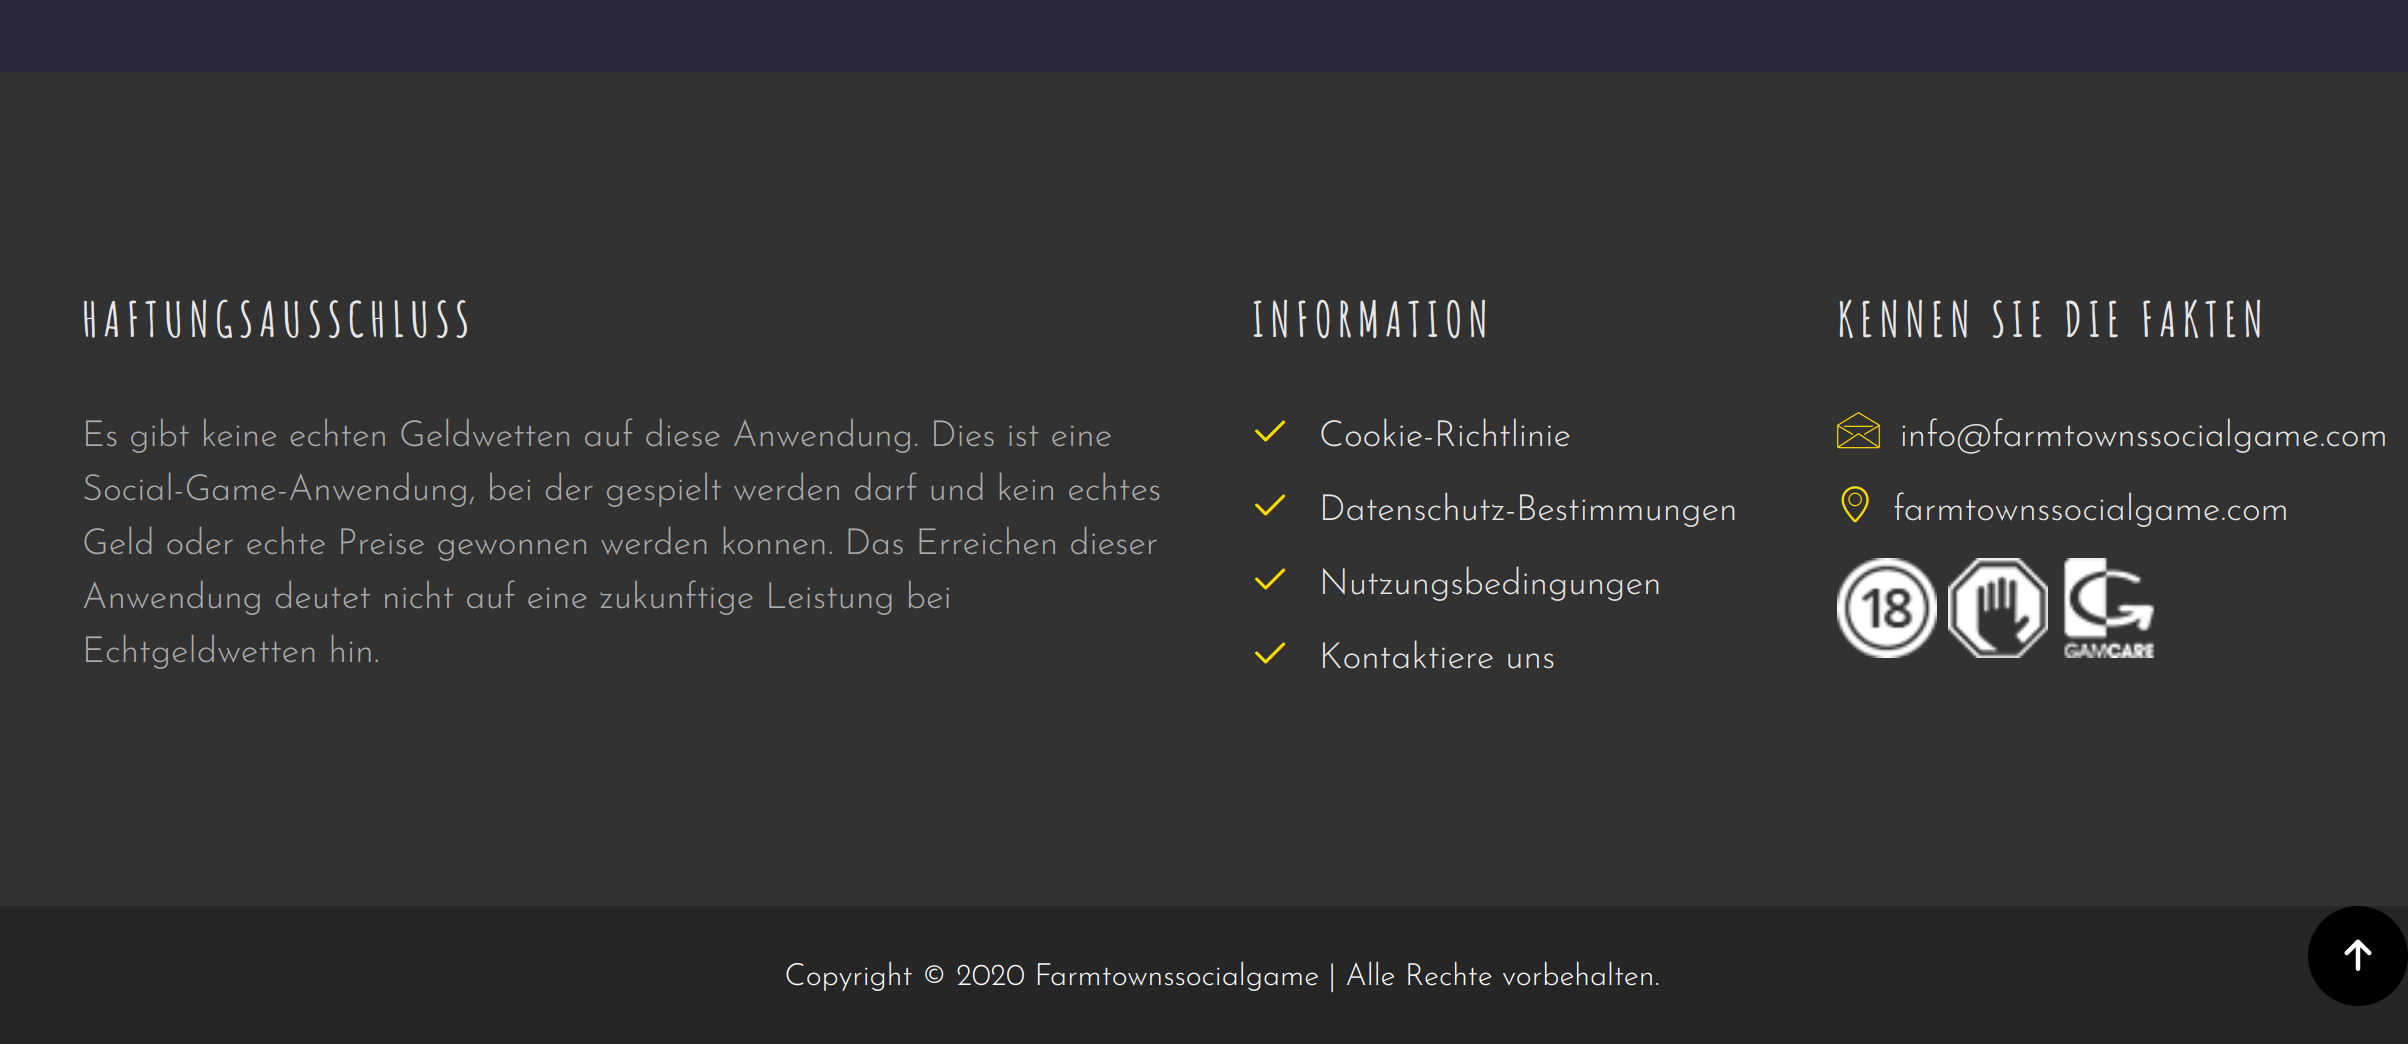 HAFTUNGSAUSSCHLUSS
Es gibt keine echten Geldwetten auf diese Anwendung. Dies ist eine
Social-Game-Anwendung, bei der gespielt werden darf und kein echtes
Geld oder echte Preise gewonnen werden konnen. Das Erreichen dieser
Anwendung deutet nicht auf eine zukunftige Leistung bei
Echtgeldwetten hin.
INFORMATION
Cookie-Richtlinie
Datenschutz-Bestimmungen
Nutzungsbedingungen
Kontaktiere uns
KENNEN SIE DIE FAKTEN
info@farmtownssocialgame.com
farmtownssocialgame.com
18
GAMCARE
Copyright © 2020 Farmtownssocialgame | Alle Rechte vorbehalten.